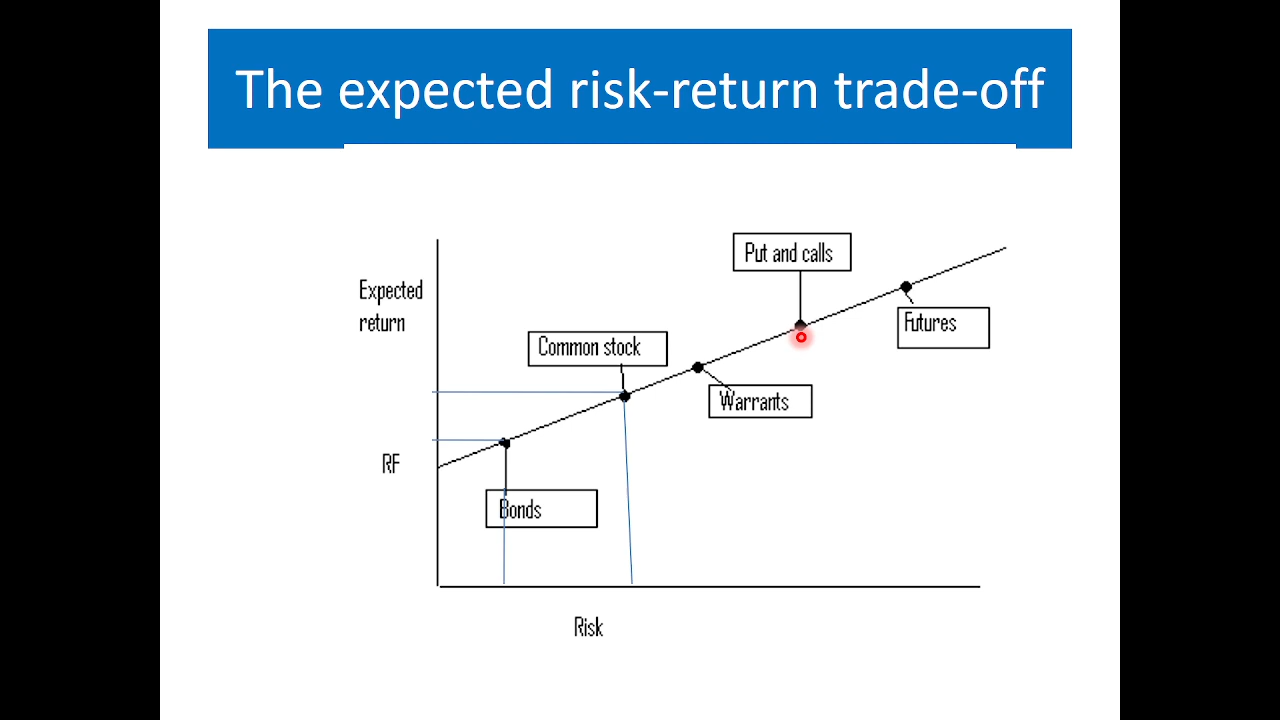 The expected risk-return trade-off
Put and calls
Expected
return
Futures
Common stock
Warrants
RF
Bonds
Risk